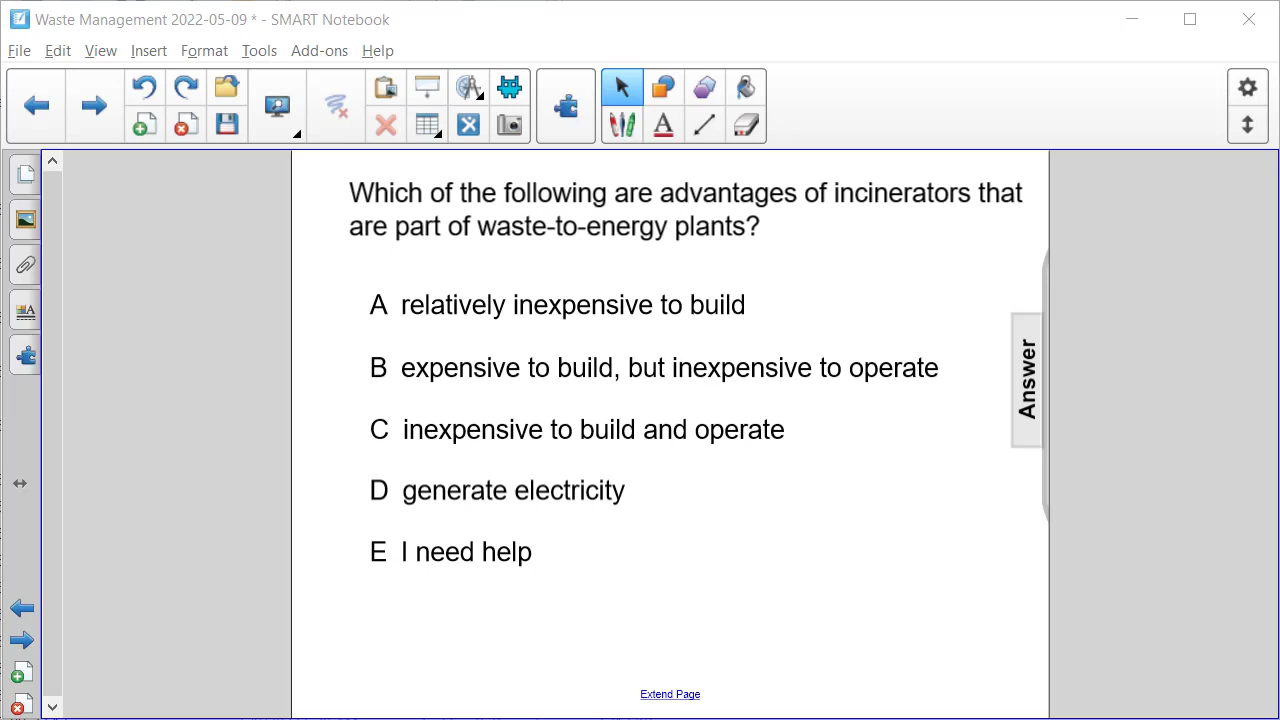 Waste Management 2022-05-09 * - SMART Notebook
File Edit View Insert Format Tools Add-ons Help
Which of the following are advantages of incinerators that
are part of waste-to-energy plants?
A relatively inexpensive to build
B expensive to build, but inexpensive to operate
C inexpensive to build and operate
D generate electricity
E I need help
Answer
Extend Page